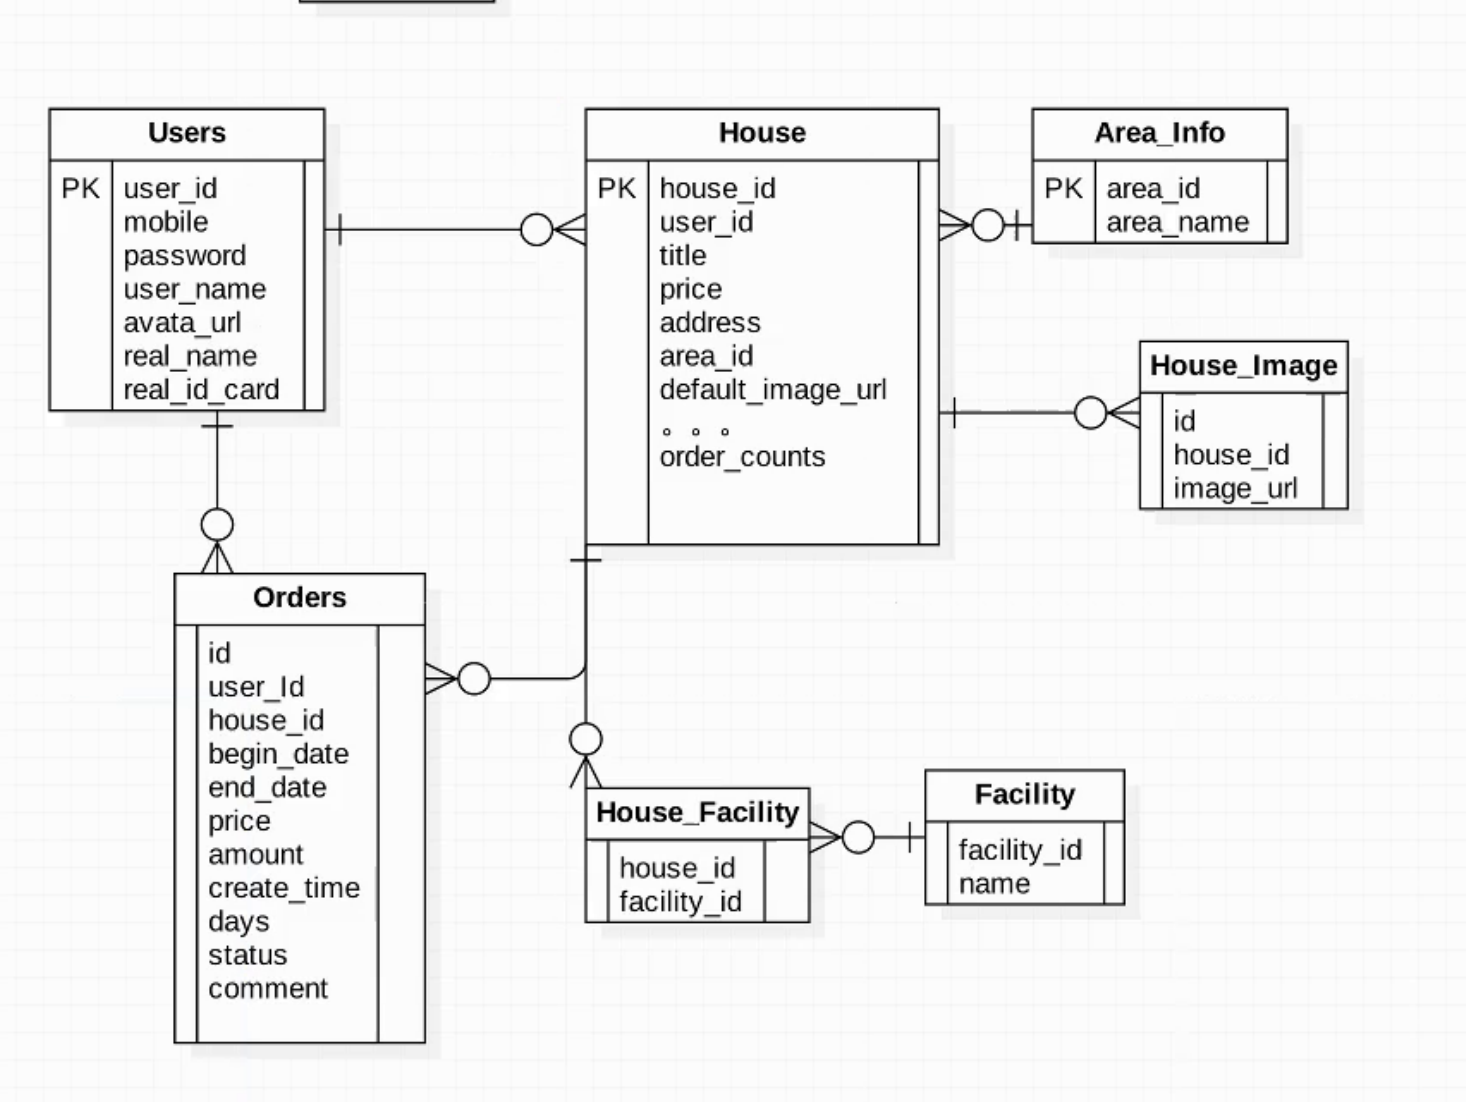 Users
PK
user_id
mobile
password
user_name
avata_url
real_name
real_id_card
House
PK
house_id
user_id
title
price
address
area_id
default_image_url
。。。
order_counts
Area_Info
PK
area_id
area_name
House_Image
id
house_id
image_url
Orders
id
user_Id
house_id
begin_date
end_date
price
amount
create_time
days
status
comment
House_Facility
house_id
facility_id
Facility
facility_id
name